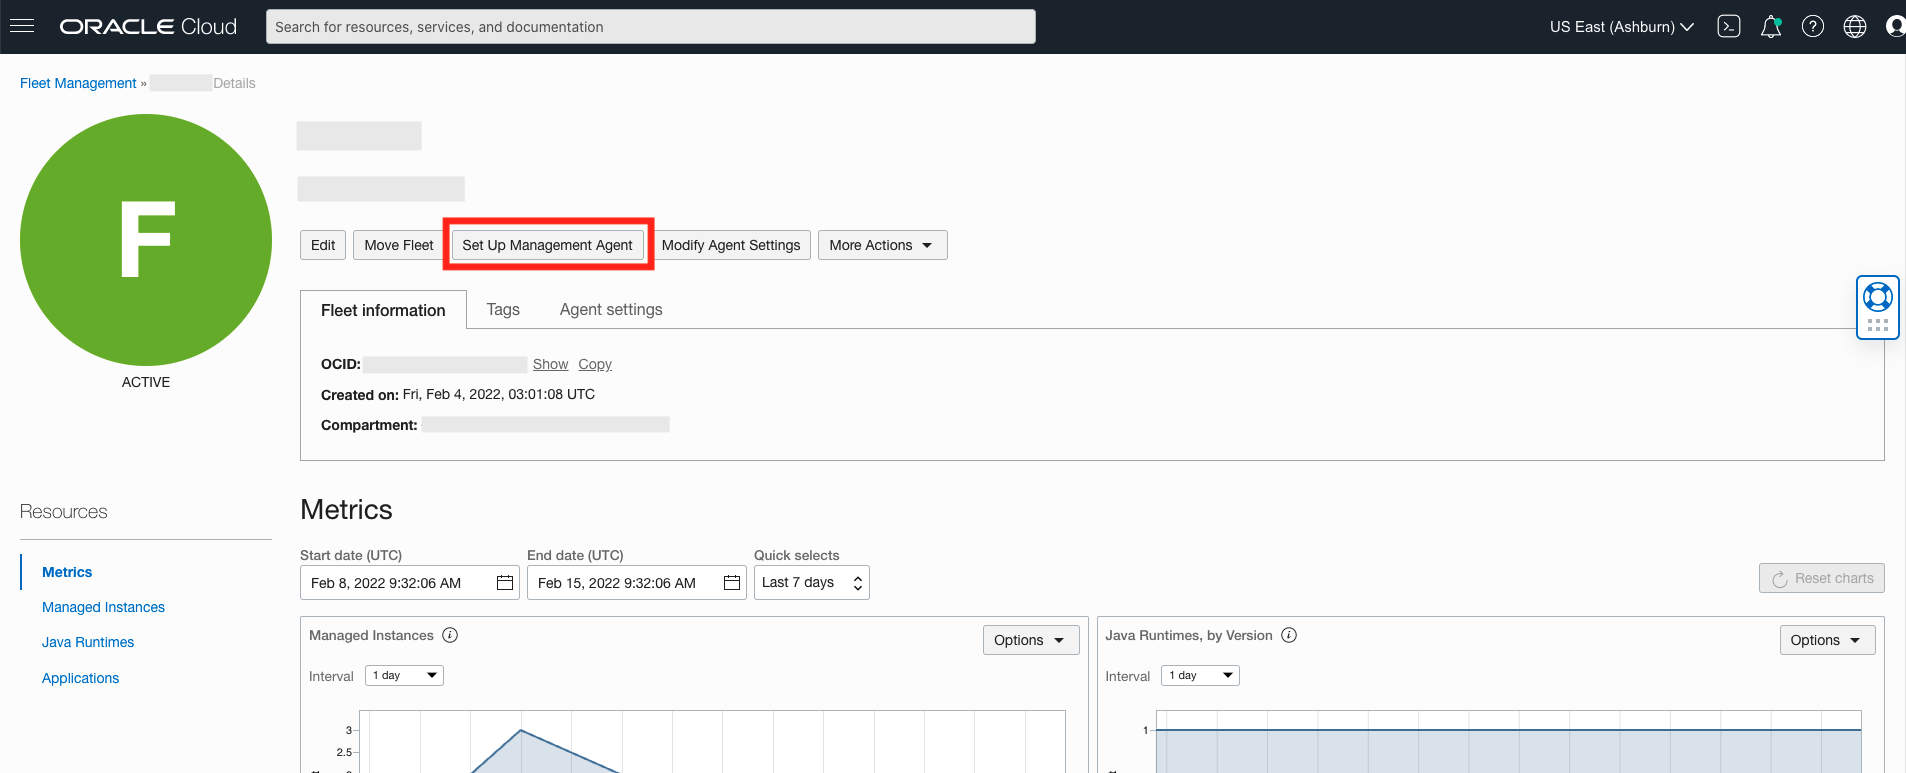 ORACLE Cloud
Search for resources, services, and documentation
US East (Ashburn)
Fleet Management » Details
F
ACTIVE
Edit
Move Fleet
Set Up Management Agent
Modify Agent Settings
More Actions
Fleet information
Tags
Agent settings
OCID: Show Copy
Created on: Fri, Feb 4, 2022, 03:01:08 UTC
Compartment:
Resources
Metrics
Managed Instances
Java Runtimes
Applications
Metrics
Start date (UTC)
End date (UTC)
Quick selects
Feb 8, 2022 9:32:06 AM
Feb 15, 2022 9:32:06 AM
Last 7 days
Reset charts
Managed Instances
Options
Interval
1 day
3
2.5
Java Runtimes, by Version
Options
Interval
1 day
1